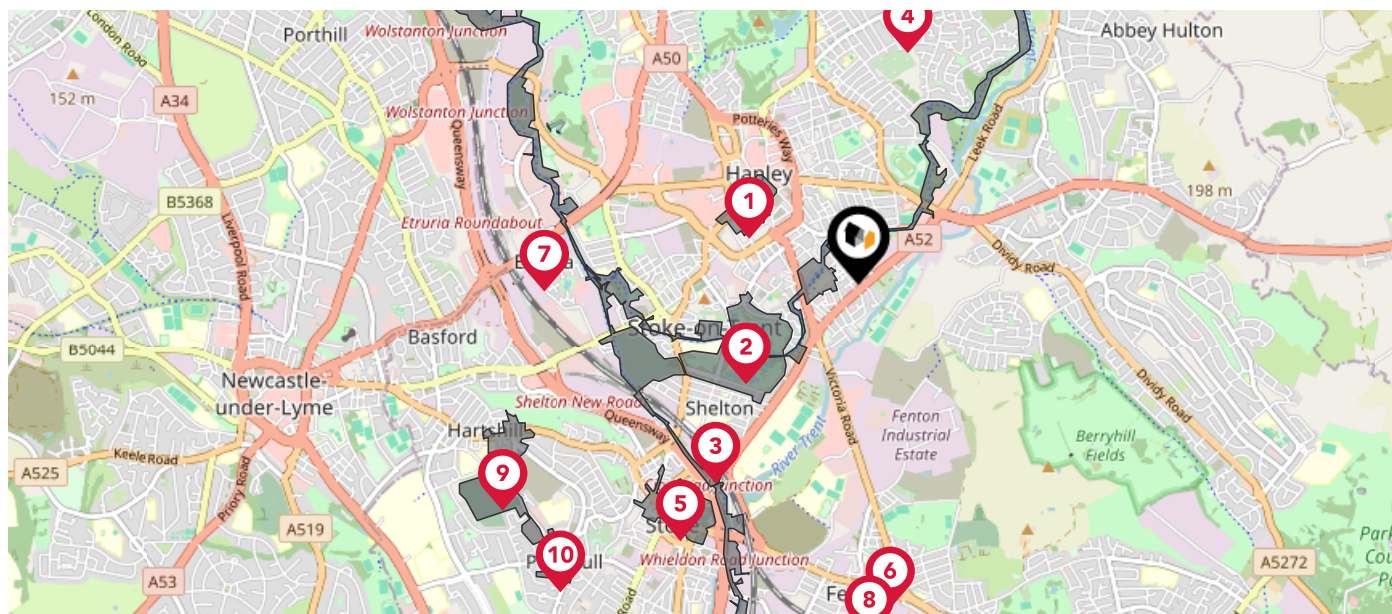 4
Porthill
Wolstanton Junction
Abbey Hulton
London Road
A50
152 m
A34
Wolstanton Junction
Queensway
Potteries Way
Leek Road
Hanley
198 m
B5368
1
Etruria Roundabout
Liverpool Road
A52
7
Dividy Road
Stoke-on-Trent
Basford
B5044
2
Newcastle-
under-Lyme
Victoria Road
Dividy Road
Shelton New Road
Shelton
Queensway
Fenton
Industrial
Estate
Hartshill
Berryhill
Fields
3
River Trent
Keele Road
A525
9
Priory Road
5
A519
10
Whieldon Road Junction
A5272
6
A53
8
Road